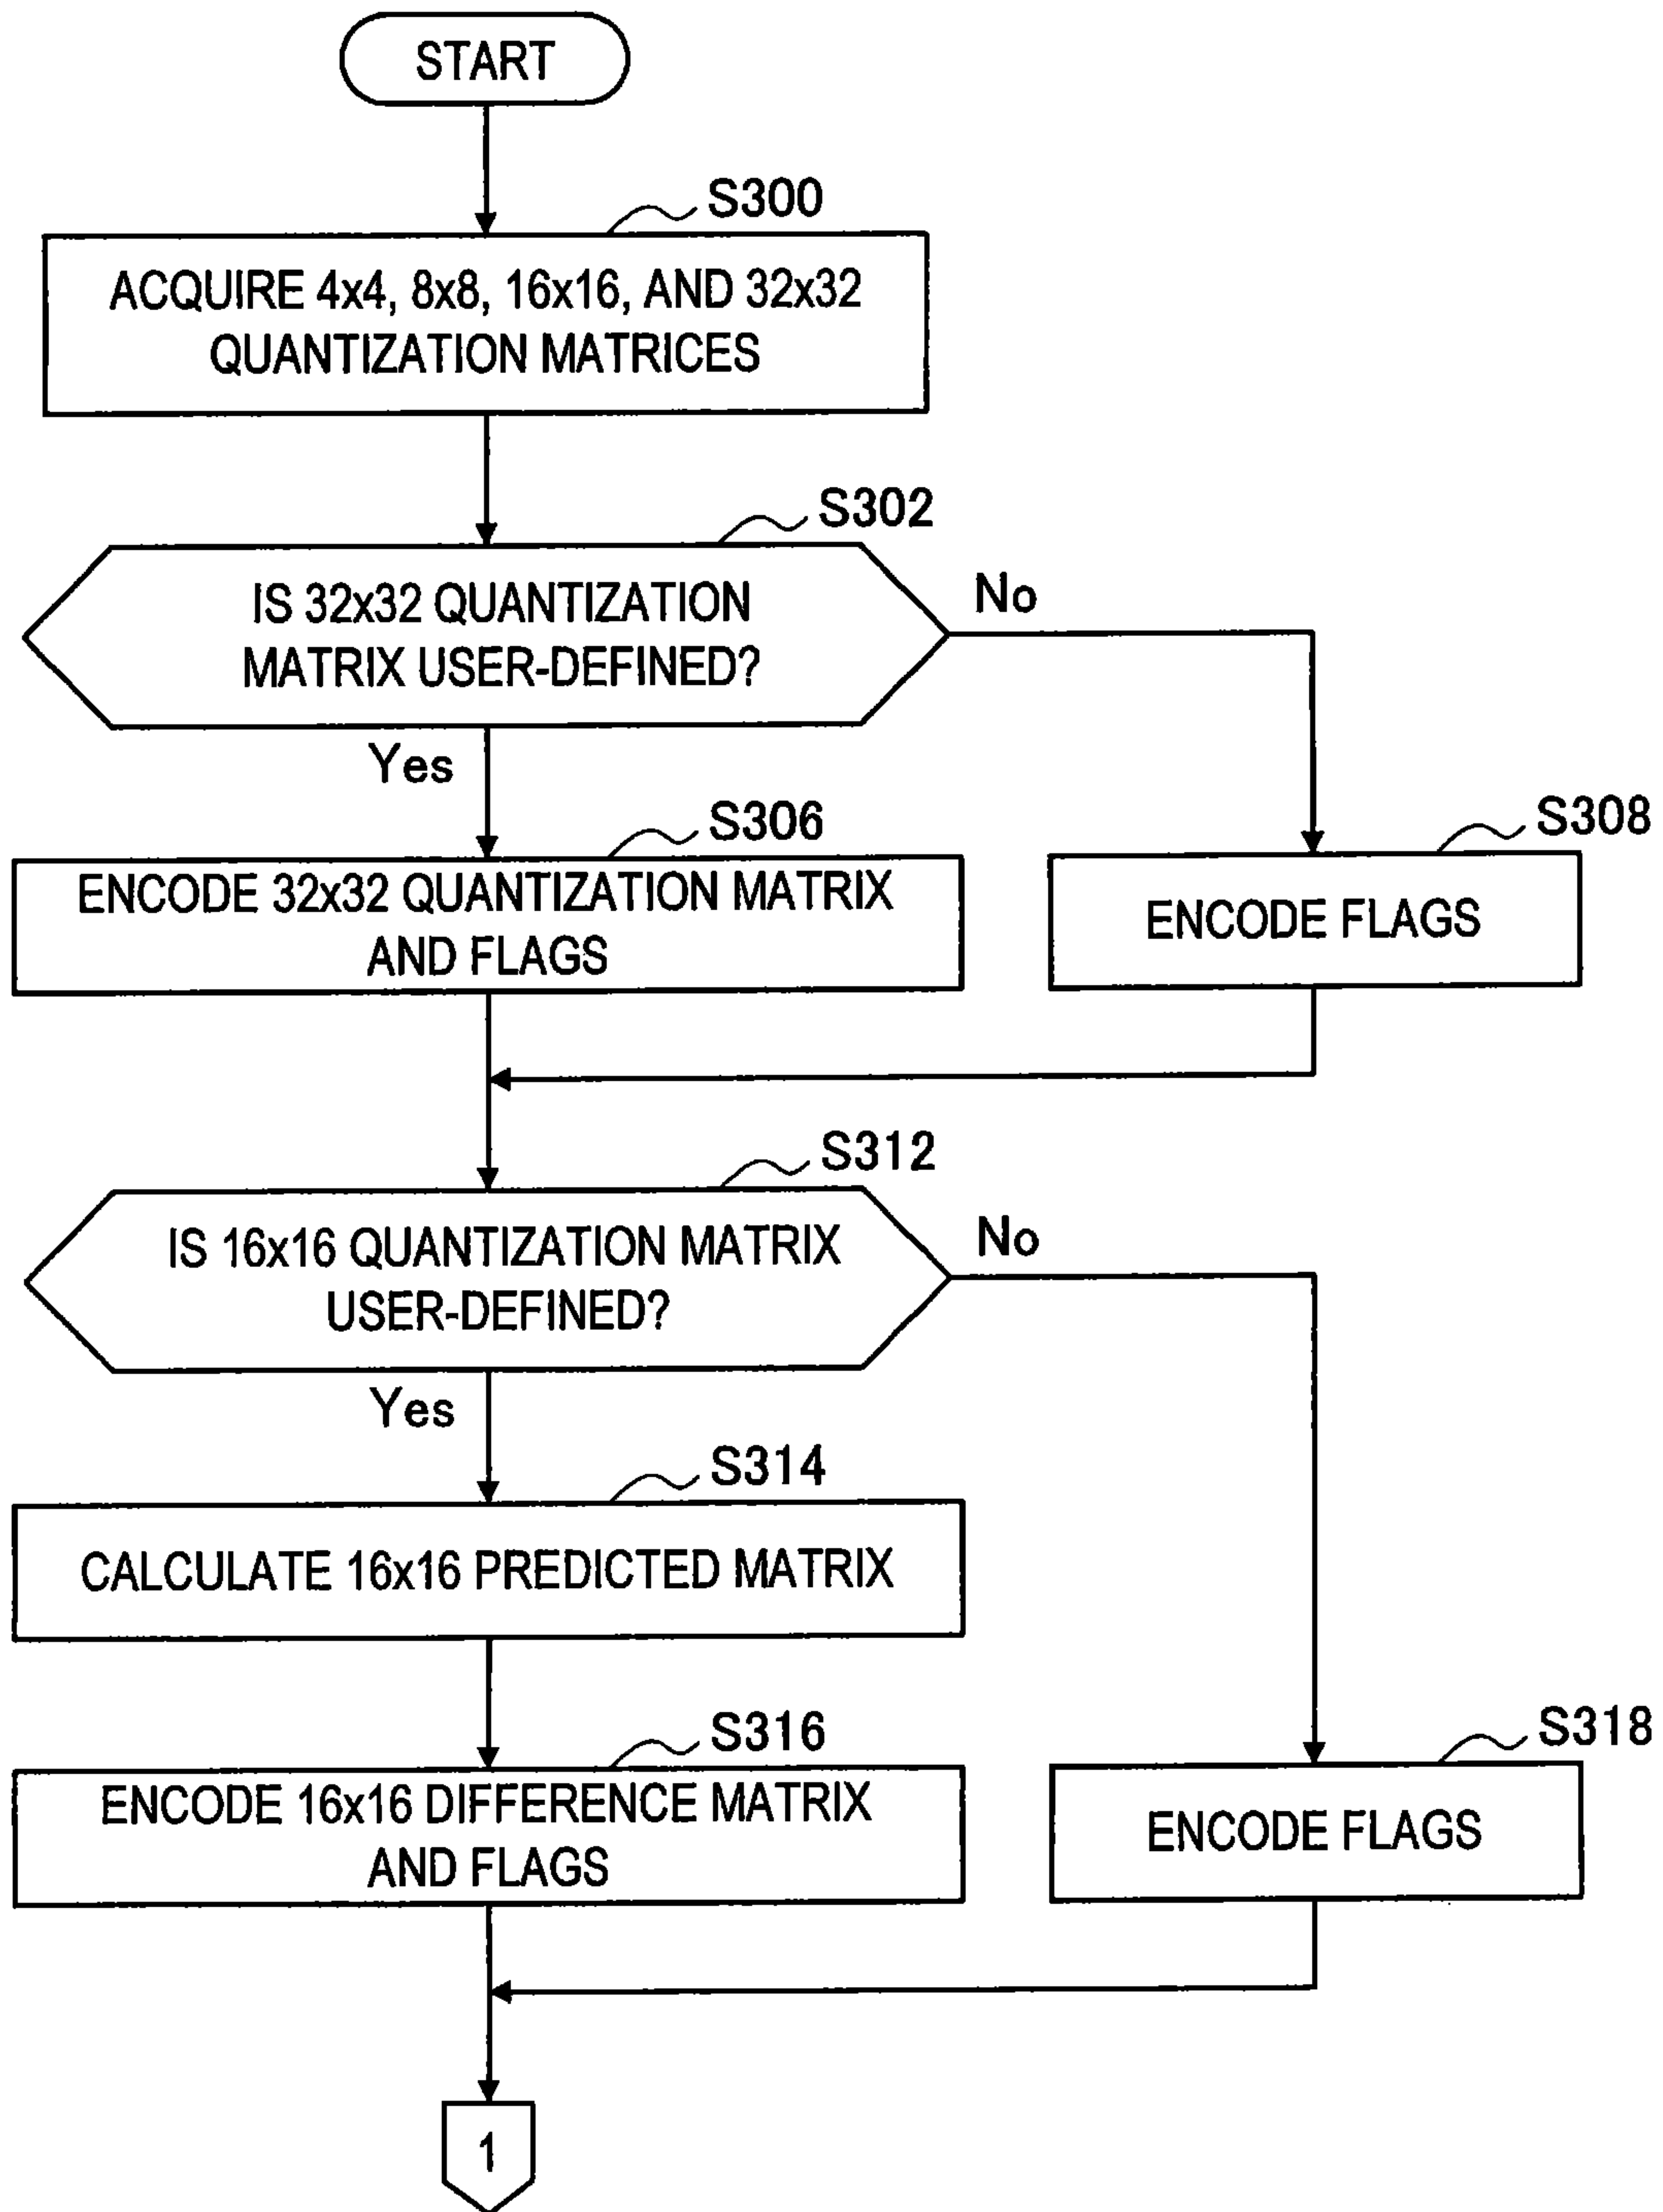 START
S300
ACQUIRE 4x4, 8x8, 16x16, AND 32x32
QUANTIZATION MATRICES
S302
IS 32x32 QUANTIZATION
MATRIX USER-DEFINED?
No
Yes
S306
ENCODE 32x32 QUANTIZATION MATRIX
AND FLAGS
S308
ENCODE FLAGS
S312
IS 16x16 QUANTIZATION MATRIX
USER-DEFINED?
No
Yes
S314
CALCULATE 16x16 PREDICTED MATRIX
S316
ENCODE 16x16 DIFFERENCE MATRIX
AND FLAGS
S318
ENCODE FLAGS
1